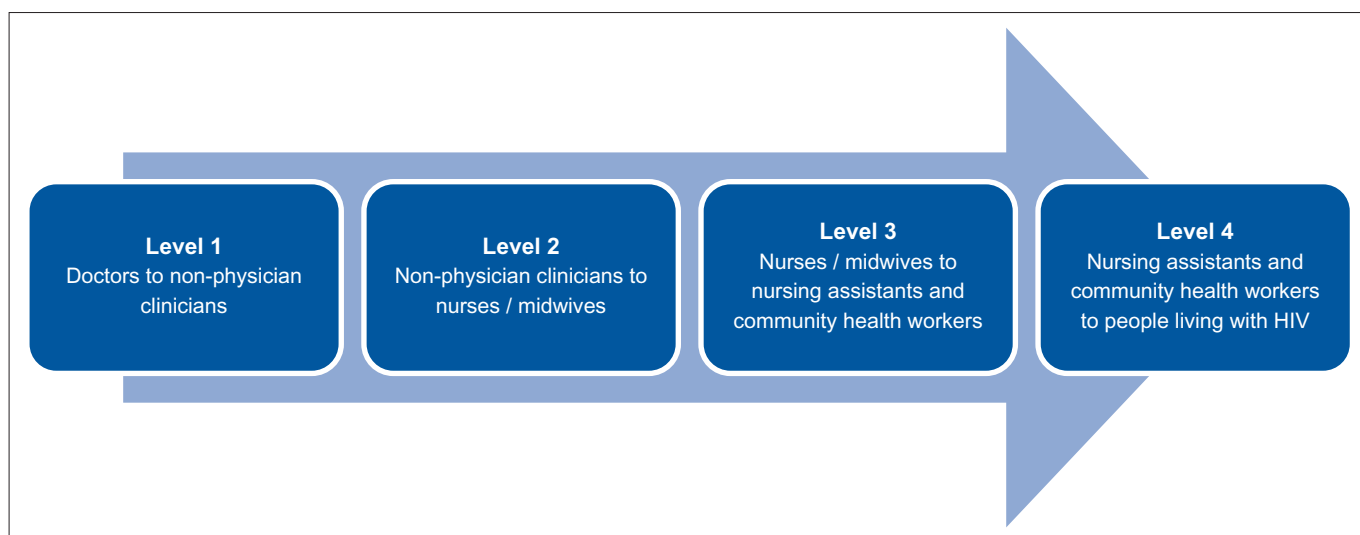 Level 1
Doctors to non-physician
clinicians
Level 2
Non-physician clinicians to
nurses / midwives
Level 3
Nurses / midwives to
nursing assistants and
community health workers
Level 4
Nursing assistants and
community health workers
to people living with HIV